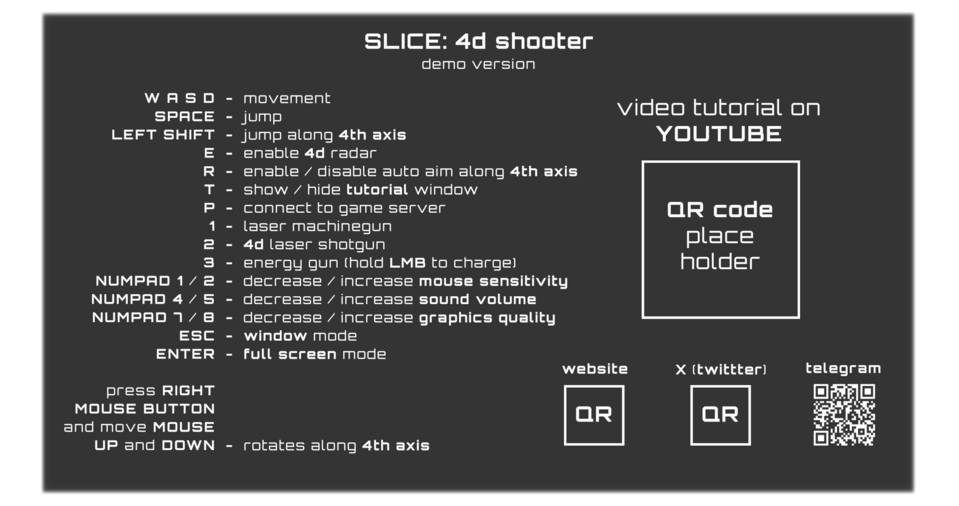 SLICE: 4d shooter
demo version
W A S D - movement
SPACE - jump
LEFT SHIFT - jump along 4th axis
E - enable 4d radar
R - enable / disable auto aim along 4th axis
T - show / hide tutorial window
P - connect to game server
1 - laser machinegun
2 - 4d laser shotgun
3 - energy gun (hold LMB to charge)
NUMPAD 1 / 2 - decrease / increase mouse sensitivity
NUMPAD 4 / 5 - decrease / increase sound volume
NUMPAD 7 / 8 - decrease / increase graphics quality
ESC - window mode
ENTER - full screen mode
press RIGHT
MOUSE BUTTON
and move MOUSE
UP and DOWN - rotates along 4th axis
video tutorial on
YOUTUBE
QR code
place
holder
website
QR
X (twittter)
QR
telegram